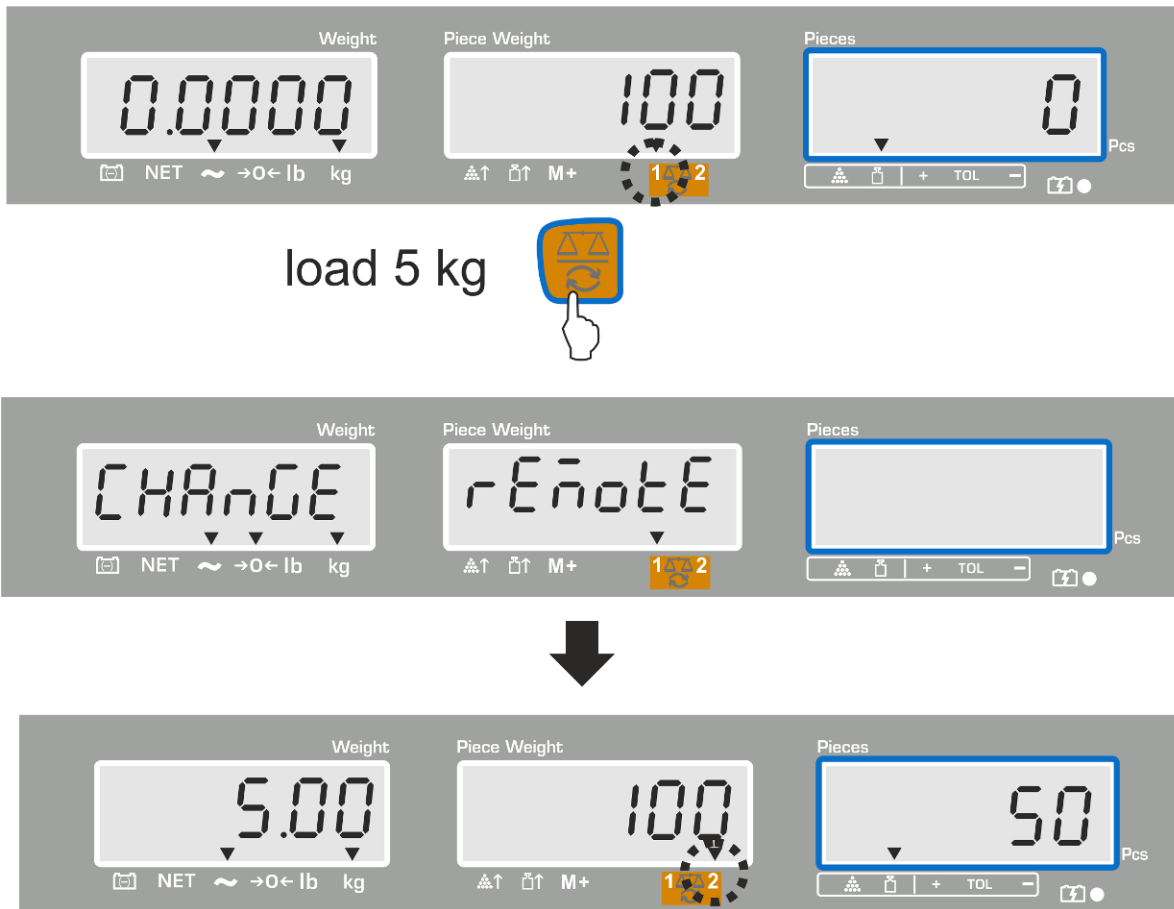 Weight Piece Weight Pieces
0.0000 100 0
Pcs
NET →0← lb kg M+ 1 2 + TOL −
load 5 kg
Weight Piece Weight Pieces
CHAnGE rEmotE
Pcs
NET →0← lb kg M+ 1 2 + TOL −
Weight Piece Weight Pieces
5.00 100 50
Pcs
NET →0← lb kg M+ 1 2 + TOL −